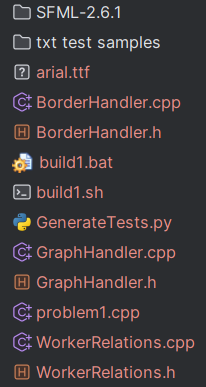 SFML-2.6.1
txt test samples
arial.ttf
BorderHandler.cpp
BorderHandler.h
build1.bat
build1.sh
GenerateTests.py
GraphHandler.cpp
GraphHandler.h
problem1.cpp
WorkerRelations.cpp
WorkerRelations.h